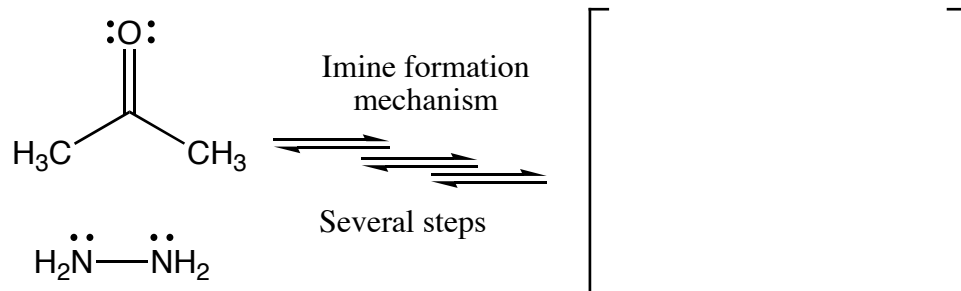 :O:
Imine formation
mechanism
H₃C CH₃
Several steps
H₂N NH₂